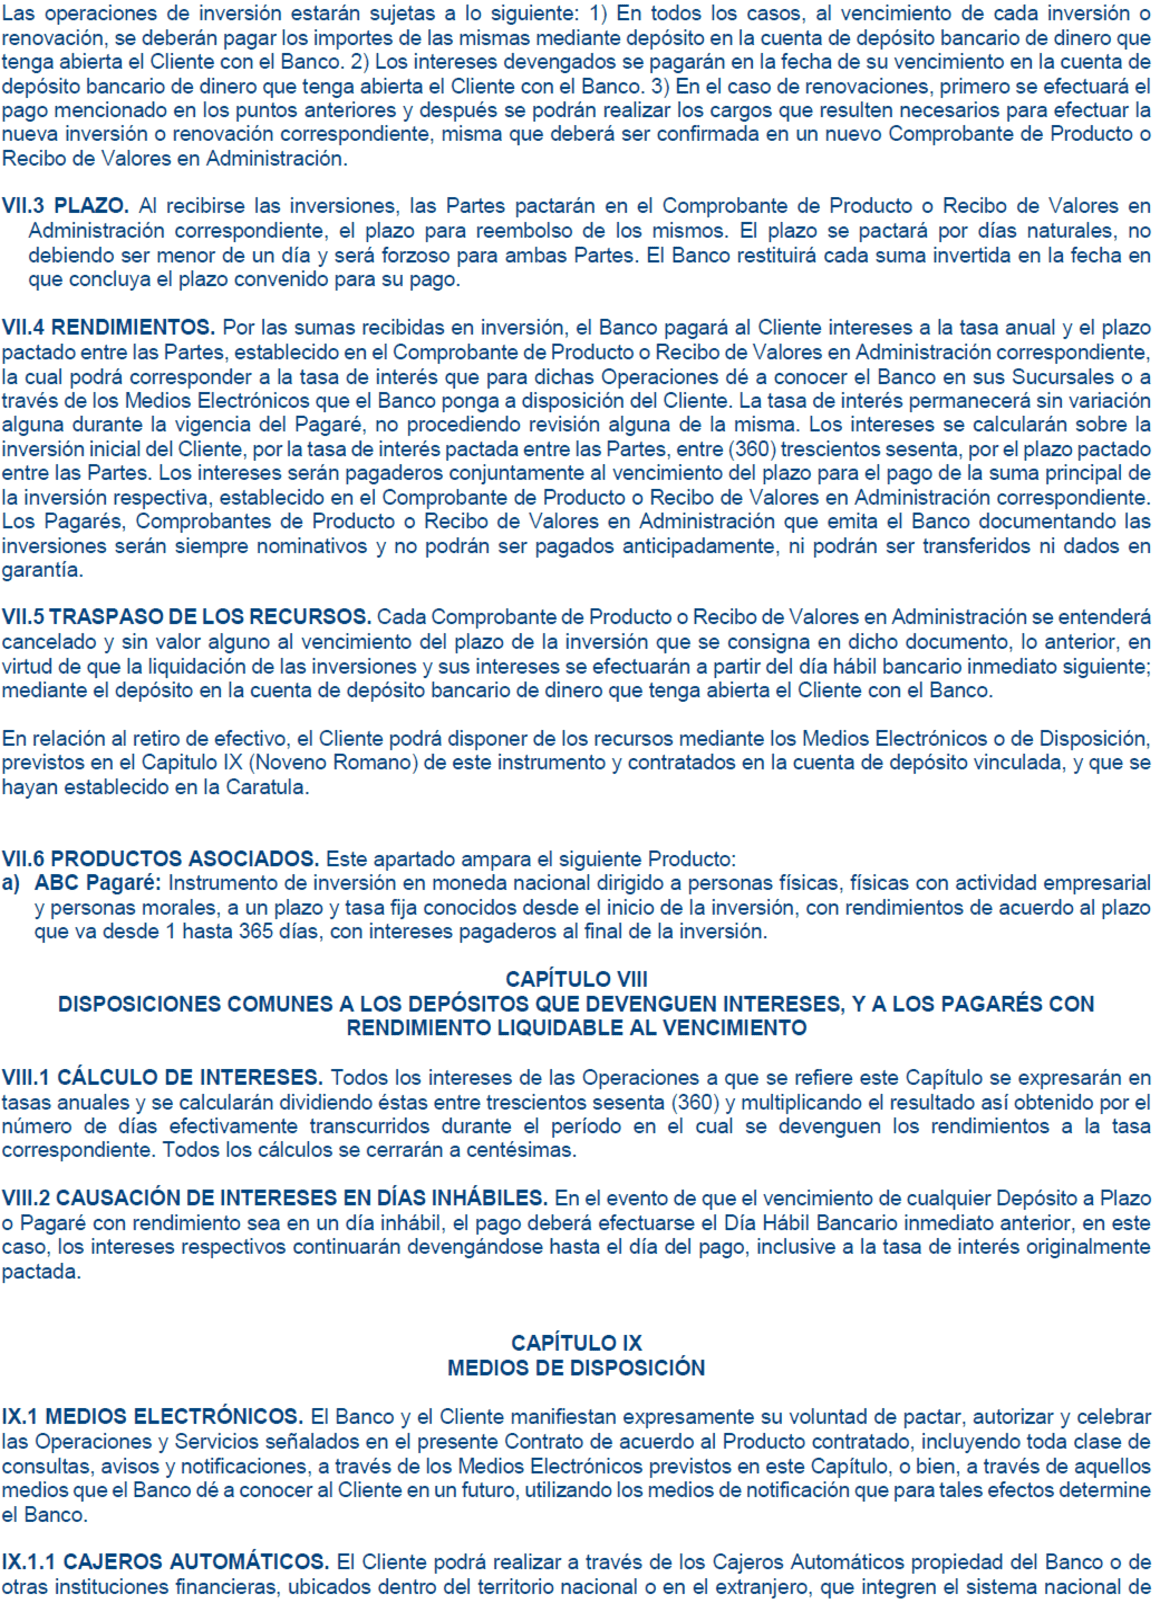 Las operaciones de inversión estarán sujetas a lo siguiente: 1) En todos los casos, al vencimiento de cada inversión o
renovación, se deberán pagar los importes de las mismas mediante depósito en la cuenta de depósito bancario de dinero que
tenga abierta el Cliente con el Banco. 2) Los intereses devengados se pagarán en la fecha de su vencimiento en la cuenta de
depósito bancario de dinero que tenga abierta el Cliente con el Banco. 3) En el caso de renovaciones, primero se efectuará el
pago mencionado en los puntos anteriores y después se podrán realizar los cargos que resulten necesarios para efectuar la
nueva inversión o renovación correspondiente, misma que deberá ser confirmada en un nuevo Comprobante de Producto o
Recibo de Valores en Administración.
VII.3 PLAZO. Al recibirse las inversiones, las Partes pactarán en el Comprobante de Producto o Recibo de Valores en
Administración correspondiente, el plazo para reembolso de los mismos. El plazo se pactará por días naturales, no
debiendo ser menor de un día y será forzoso para ambas Partes. El Banco restituirá cada suma invertida en la fecha en
que concluya el plazo convenido para su pago.
VII.4 RENDIMIENTOS. Por las sumas recibidas en inversión, el Banco pagará al Cliente intereses a la tasa anual y el plazo
pactado entre las Partes, establecido en el Comprobante de Producto o Recibo de Valores en Administración correspondiente,
la cual podrá corresponder a la tasa de interés que para dichas Operaciones dé a conocer el Banco en sus Sucursales o a
través de los Medios Electrónicos que el Banco ponga a disposición del Cliente. La tasa de interés permanecerá sin variación
alguna durante la vigencia del Pagaré, no procediendo revisión alguna de la misma. Los intereses se calcularán sobre la
inversión inicial del Cliente, por la tasa de interés pactada entre las Partes, entre (360) trescientos sesenta, por el plazo pactado
entre las Partes. Los intereses serán pagaderos conjuntamente al vencimiento del plazo para el pago de la suma principal de
la inversión respectiva, establecido en el Comprobante de Producto o Recibo de Valores en Administración correspondiente.
Los Pagarés, Comprobantes de Producto o Recibo de Valores en Administración que emita el Banco documentando las
inversiones serán siempre nominativos y no podrán ser pagados anticipadamente, ni podrán ser transferidos ni dados en
garantía.
VII.5 TRASPASO DE LOS RECURSOS. Cada Comprobante de Producto o Recibo de Valores en Administración se entenderá
cancelado y sin valor alguno al vencimiento del plazo de la inversión que se consigna en dicho documento, lo anterior, en
virtud de que la liquidación de las inversiones y sus intereses se efectuarán a partir del día hábil bancario inmediato siguiente;
mediante el depósito en la cuenta de depósito bancario de dinero que tenga abierta el Cliente con el Banco.
En relación al retiro de efectivo, el Cliente podrá disponer de los recursos mediante los Medios Electrónicos o de Disposición,
previstos en el Capitulo IX (Noveno Romano) de este instrumento y contratados en la cuenta de depósito vinculada, y que se
hayan establecido en la Caratula.
VII.6 PRODUCTOS ASOCIADOS. Este apartado ampara el siguiente Producto:
a) ABC Pagaré: Instrumento de inversión en moneda nacional dirigido a personas físicas, físicas con actividad empresarial
y personas morales, a un plazo y tasa fija conocidos desde el inicio de la inversión, con rendimientos de acuerdo al plazo
que va desde 1 hasta 365 días, con intereses pagaderos al final de la inversión.
CAPÍTULO VIII
DISPOSICIONES COMUNES A LOS DEPÓSITOS QUE DEVENGUEN INTERESES, Y A LOS PAGARÉS CON
RENDIMIENTO LIQUIDABLE AL VENCIMIENTO
VIII.1 CÁLCULO DE INTERESES. Todos los intereses de las Operaciones a que se refiere este Capítulo se expresarán en
tasas anuales y se calcularán dividiendo éstas entre trescientos sesenta (360) y multiplicando el resultado así obtenido por el
número de días efectivamente transcurridos durante el período en el cual se devenguen los rendimientos a la tasa
correspondiente. Todos los cálculos se cerrarán a centésimas.
VIII.2 CAUSACIÓN DE INTERESES EN DÍAS INHÁBILES. En el evento de que el vencimiento de cualquier Depósito a Plazo
o Pagaré con rendimiento sea en un día inhábil, el pago deberá efectuarse el Día Hábil Bancario inmediato anterior, en este
caso, los intereses respectivos continuarán devengándose hasta el día del pago, inclusive a la tasa de interés originalmente
pactada.
CAPÍTULO IX
MEDIOS DE DISPOSICIÓN
IX.1 MEDIOS ELECTRÓNICOS. El Banco y el Cliente manifiestan expresamente su voluntad de pactar, autorizar y celebrar
las Operaciones y Servicios señalados en el presente Contrato de acuerdo al Producto contratado, incluyendo toda clase de
consultas, avisos y notificaciones, a través de los Medios Electrónicos previstos en este Capítulo, o bien, a través de aquellos
medios que el Banco dé a conocer al Cliente en un futuro, utilizando los medios de notificación que para tales efectos determine
el Banco.
IX.1.1 CAJEROS AUTOMÁTICOS. El Cliente podrá realizar a través de los Cajeros Automáticos propiedad del Banco o de
otras instituciones financieras, ubicados dentro del territorio nacional o en el extranjero, que integren el sistema nacional de